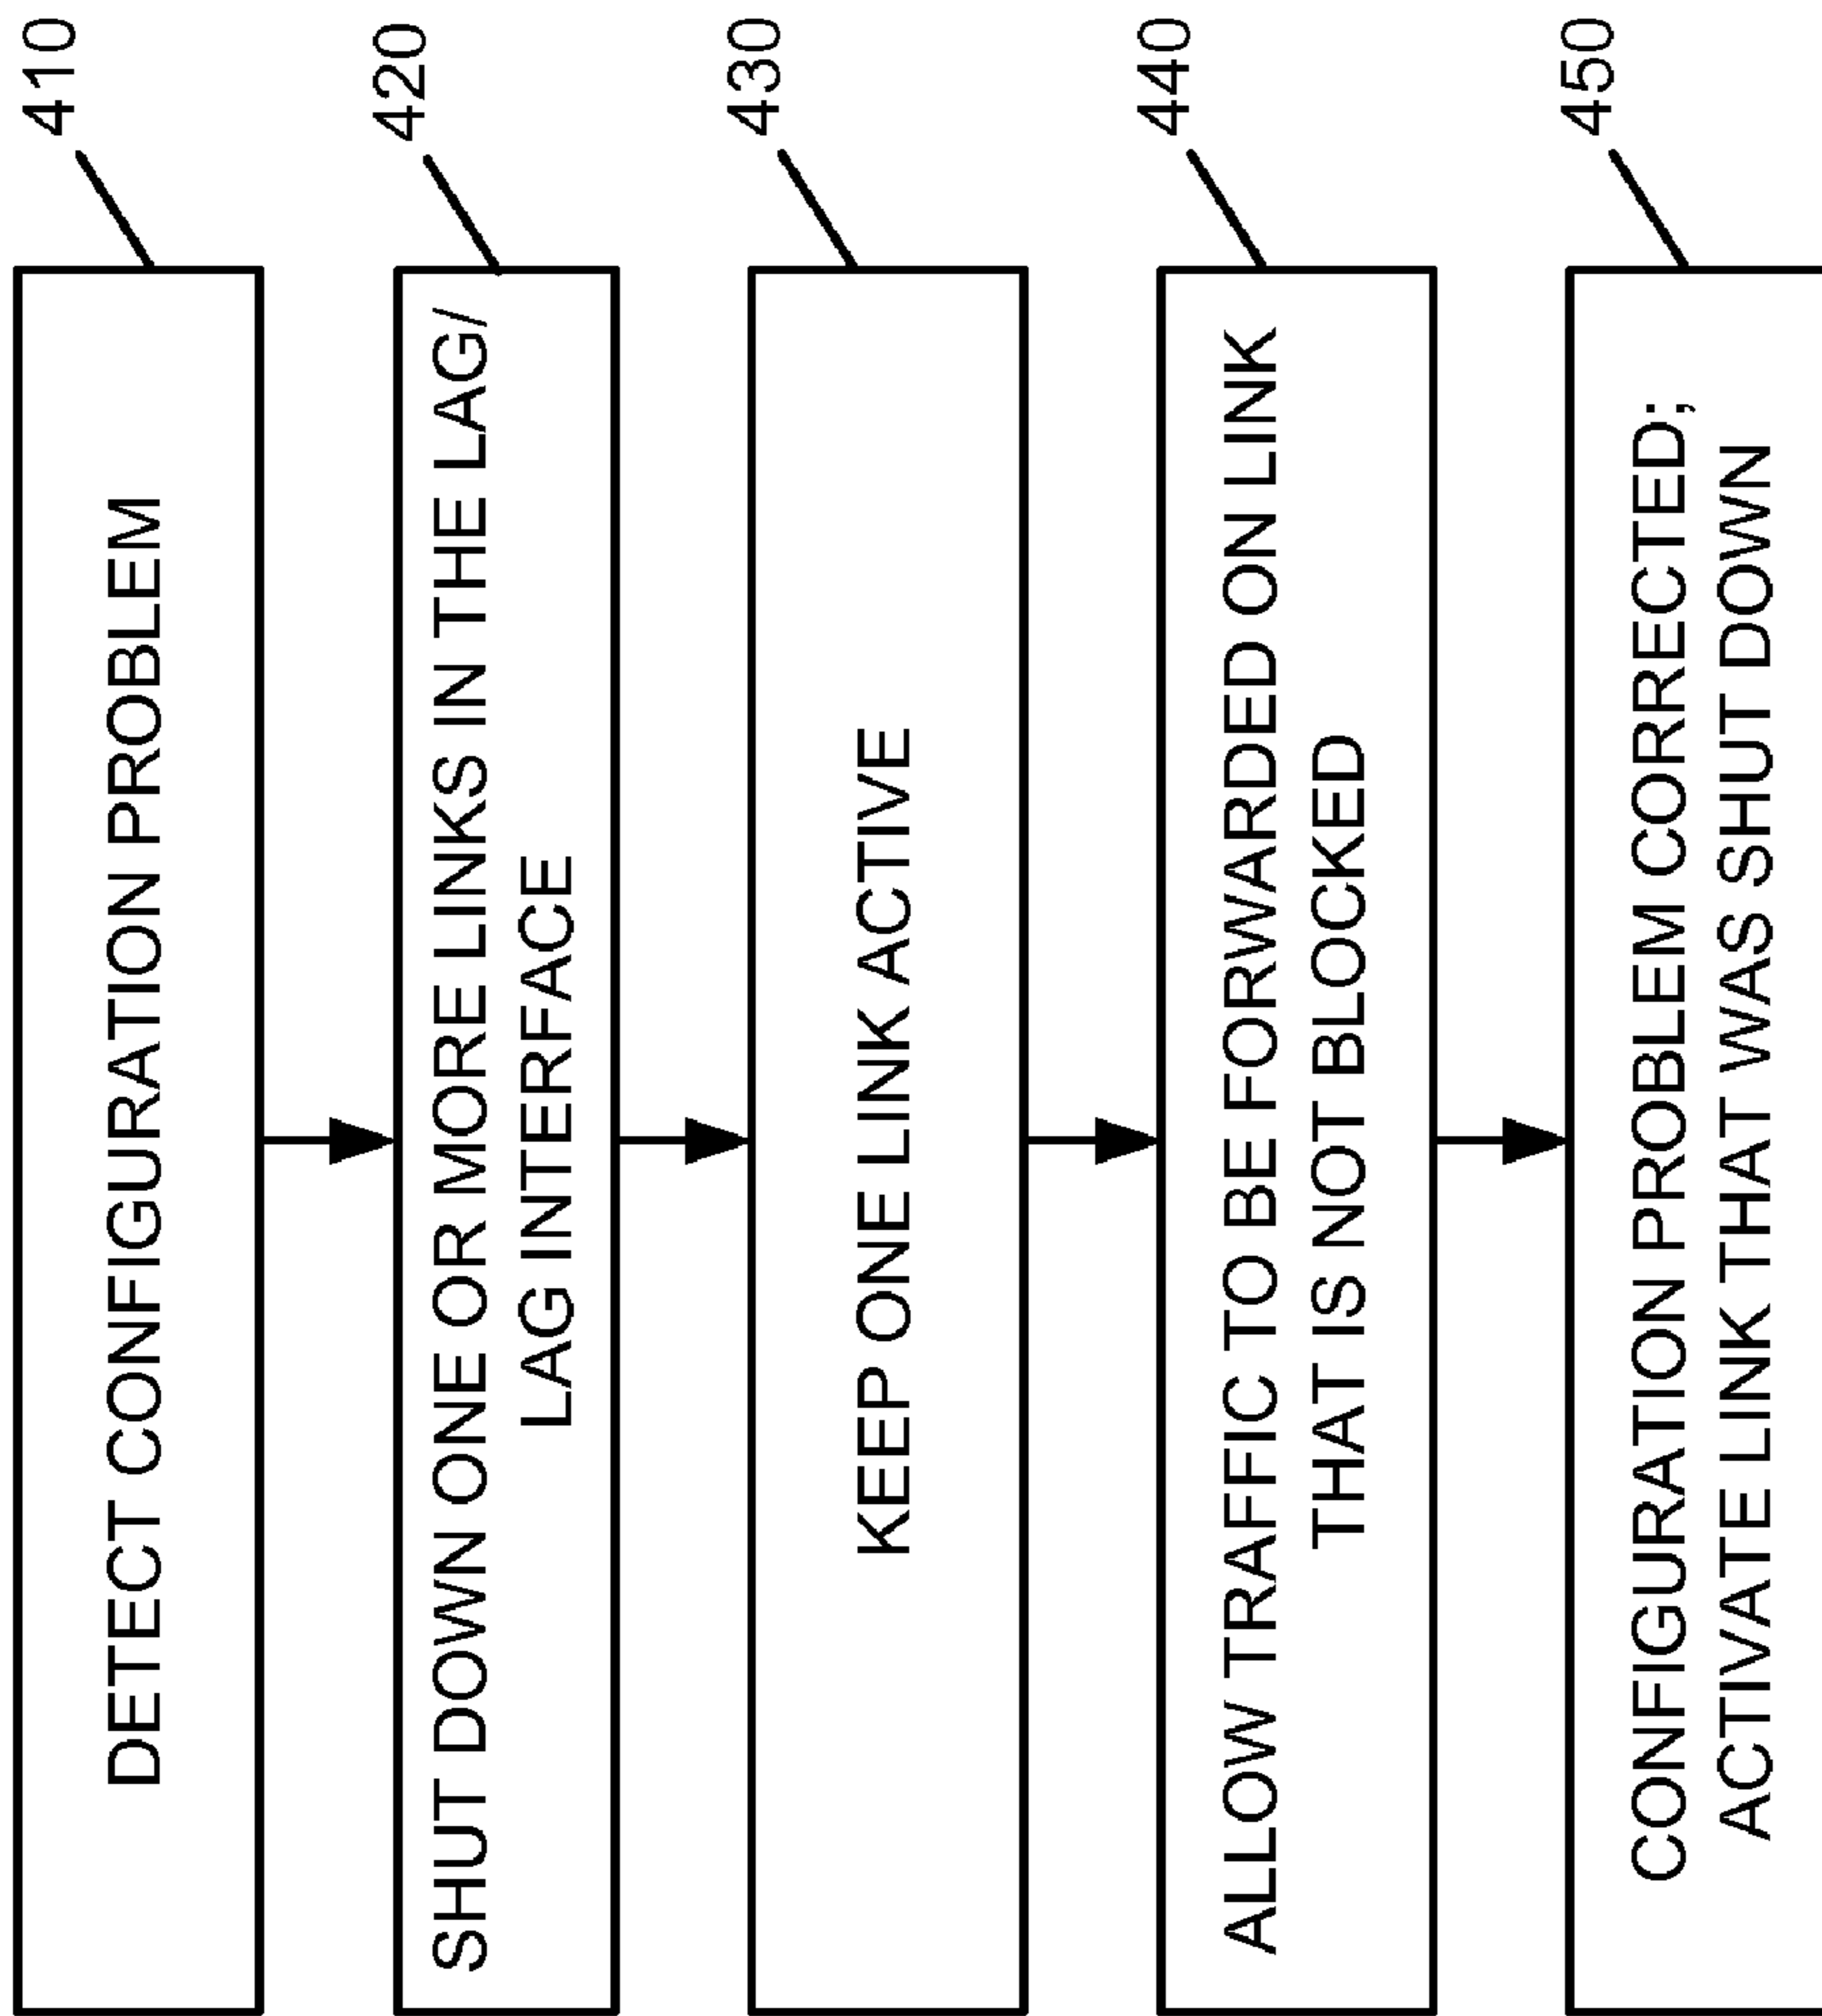 410
DETECT CONFIGURATION PROBLEM
420
SHUT DOWN ONE OR MORE LINKS IN THE LAG/
LAG INTERFACE
430
KEEP ONE LINK ACTIVE
440
ALLOW TRAFFIC TO BE FORWARDED ON LINK
THAT IS NOT BLOCKED
450
CONFIGURATION PROBLEM CORRECTED;
ACTIVATE LINK THAT WAS SHUT DOWN